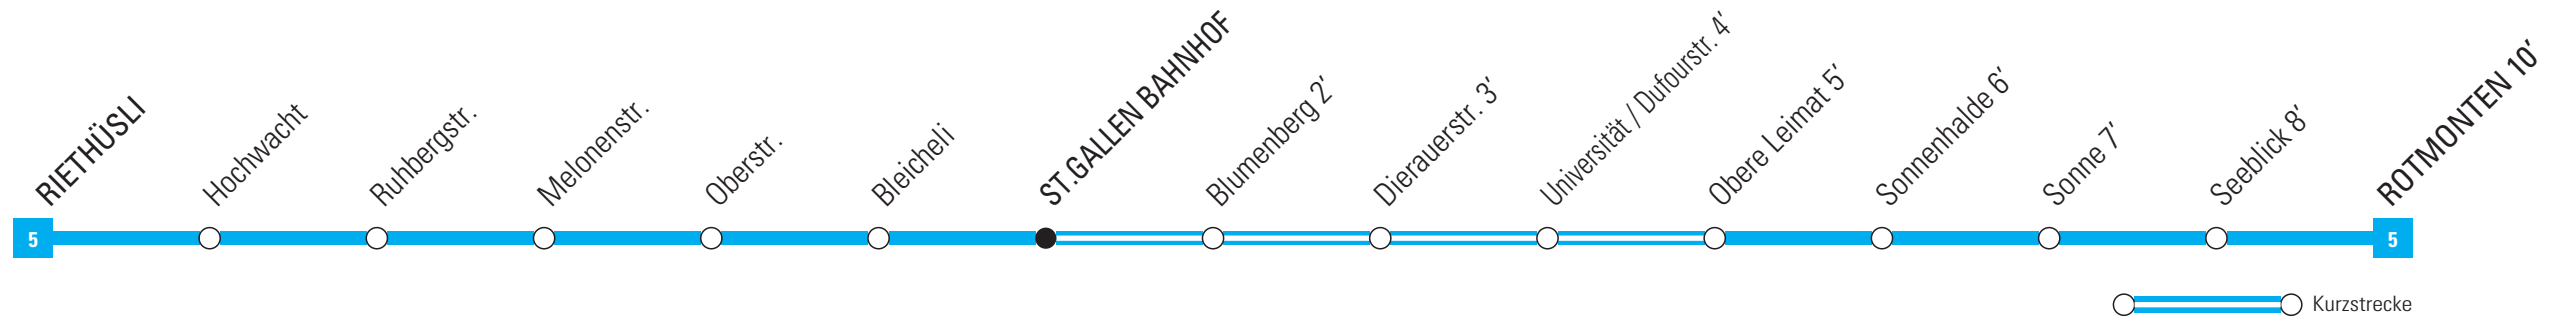 RIETHÜSLI
Hochwacht
Ruhbergstr.
Melonenstr.
Oberstr.
Bleicheli
ST.GALLEN BAHNHOF
Blumenberg 2′
Dierauerstr. 3′
Universität / Dufourstr. 4′
Obere Leimat 5′
Sonnenhalde 6′
Sonne 7′
Seeblick 8′
ROTMONTEN 10′
5
5
Kurzstrecke